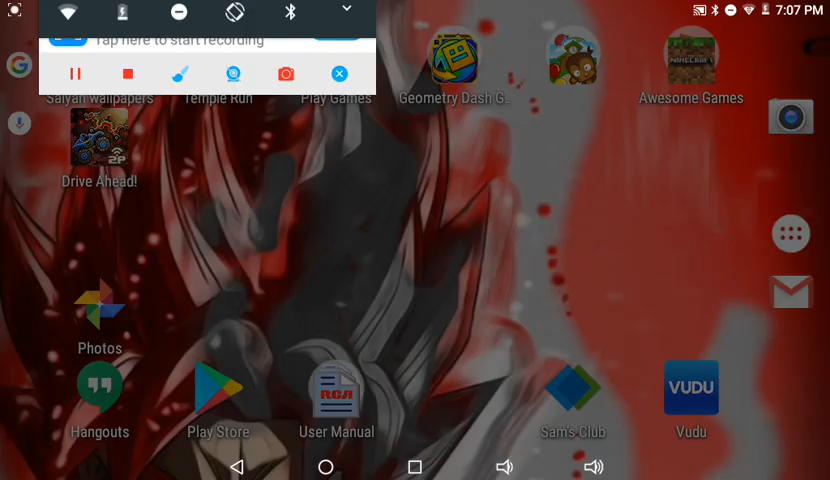 7:07 PM
Tap here to start recording
Saiyan wallpapers
Temple Run
Play Games
Geometry Dash G..
Awesome Games
2P
Drive Ahead!
Photos
RCA
VUDU
Hangouts
Play Store
User Manual
Sam's Club
Vudu